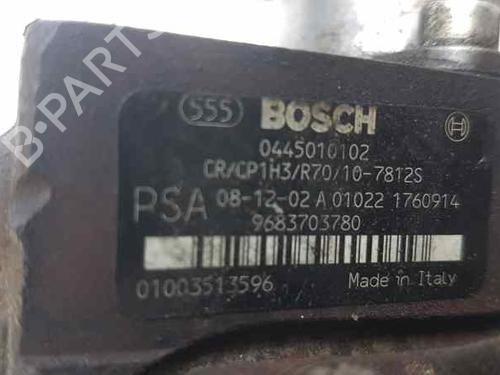 555 BOSCH
0445010102
CR/CP1H3/R70/10-7812S
PSA 08-12-02 A 01022 1760914
9683703780
01003513596 Made in Italy
B-PARTS